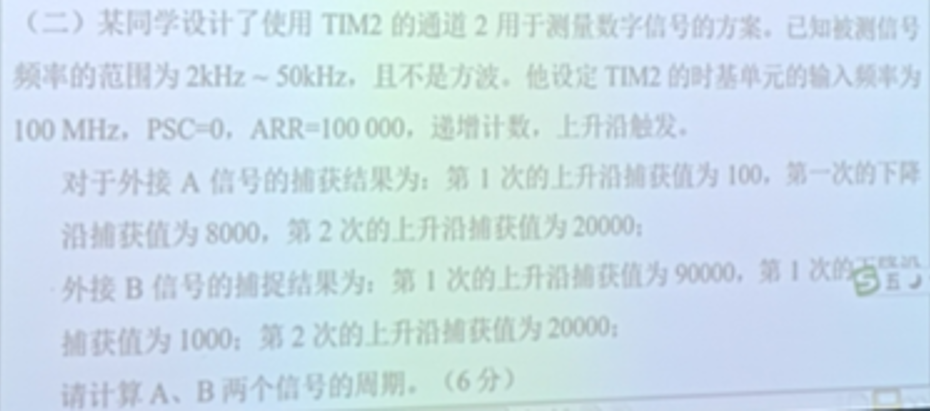 （二）某同学设计了使用 TIM2 的通道 2 用于测量数字信号的方案。已知被测信号
频率的范围为 2kHz ~ 50kHz，且不是方波。他设定 TIM2 的时基单元的输入频率为
100 MHz，PSC=0，ARR=100 000，递增计数，上升沿触发。
对于外接 A 信号的捕获结果为：第 1 次的上升沿捕获值为 100，第一次的下降
沿捕获值为 8000，第 2 次的上升沿捕获值为 20000；
外接 B 信号的捕捉结果为：第 1 次的上升沿捕获值为 90000，第 1 次的下降沿
五
捕获值为 1000；第 2 次的上升沿捕获值为 20000；
请计算 A、B 两个信号的周期。（6 分）